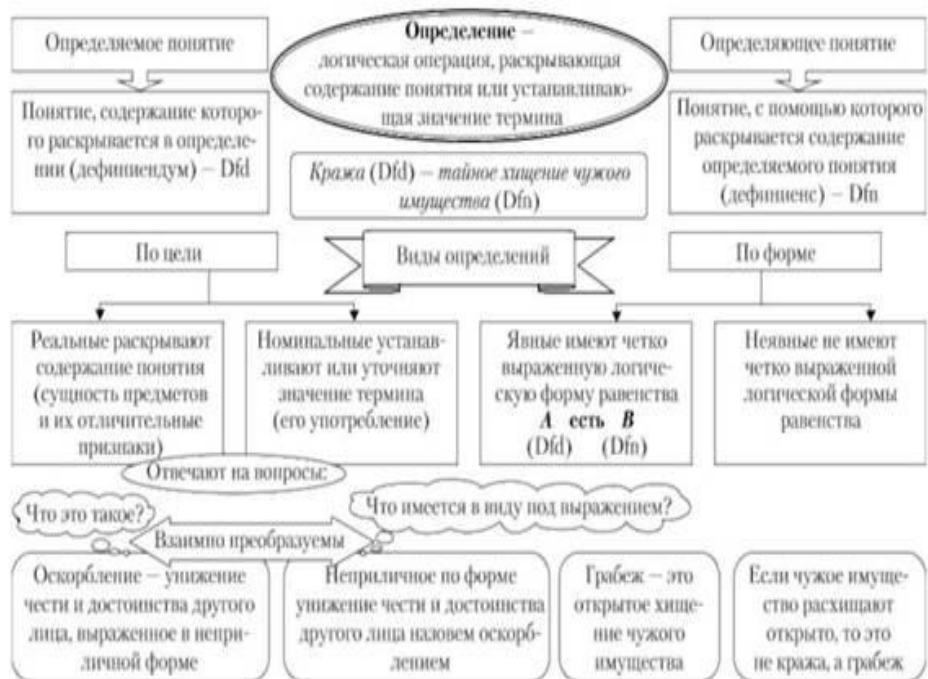 Определяемое понятие
Определение –
логическая операция, раскрывающая
содержание понятия или устанавливаю-
щая значение термина
Определяющее понятие
Понятие, содержание которо-
го раскрывается в определе-
нии (дефиниендум) – Dfd
Кража (Dfd) – тайное хищение чужого
имущества (Dfn)
Понятие, с помощью которого
раскрывается содержание
определяемого понятия
(дефиниенс) – Dfn
По цели
Виды определений
По форме
Реальные раскрывают
содержание понятия
(сущность предметов
и их отличительные
признаки)
Номинальные устанав-
ливают или уточняют
значение термина
(его употребление)
Явные имеют четко
выраженную логиче-
скую форму равенства
A есть B
(Dfd) (Dfn)
Неявные не имеют
четко выраженной
логической формы
равенства
Отвечают на вопросы:
Что это такое?
Что имеется в виду под выражением?
Взаимно преобразуемы
Оскорбление – унижение
чести и достоинства другого
лица, выраженное в непри-
личной форме
Неприличное по форме
унижение чести и достоинства
другого лица назовем оскорб-
лением
Грабеж – это
открытое хище-
ние чужого
имущества
Если чужое имуще-
ство расхищают
открыто, то это
не кража, а грабеж